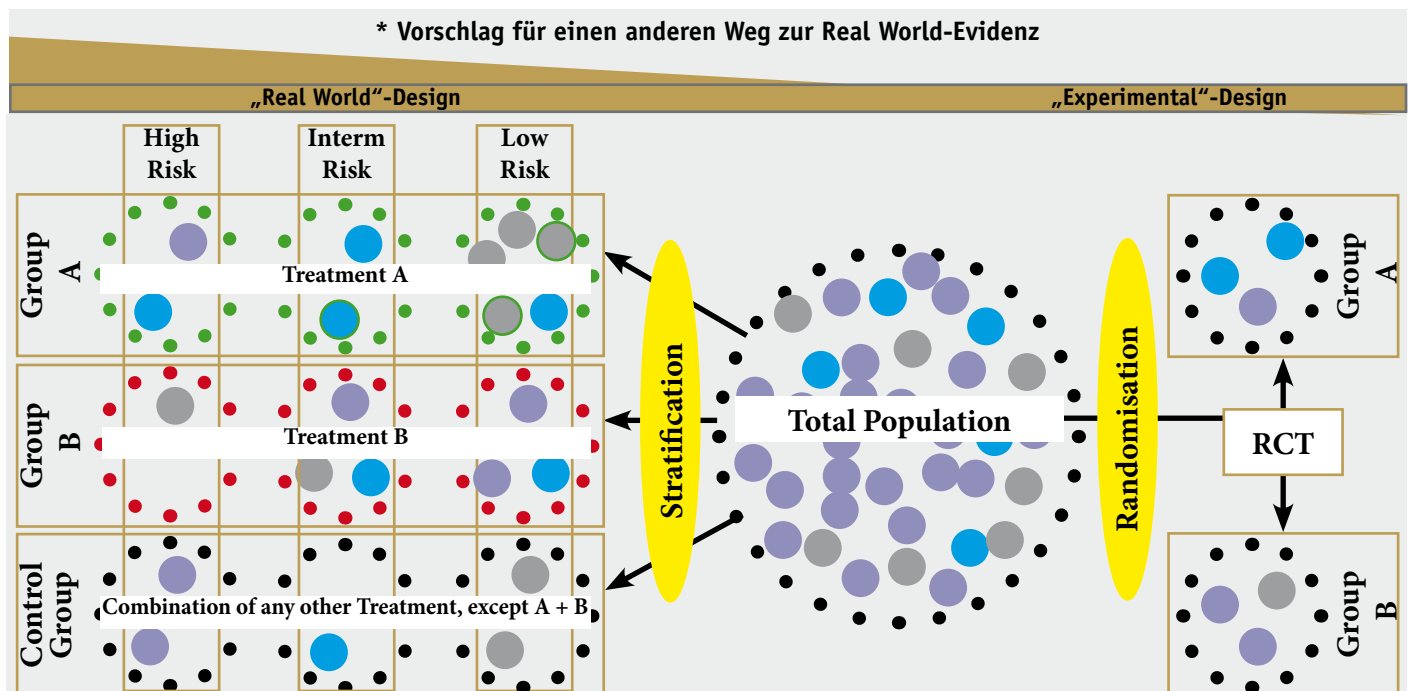 * Vorschlag für einen anderen Weg zur Real World-Evidenz
„Real World“-Design
„Experimental“-Design
High
Risk
Interm
Risk
Low
Risk
Group
A
Treatment A
Group
B
Treatment B
Control
Group
Combination of any other Treatment, except A + B
Stratification
Total Population
Randomisation
RCT
Group
A
Group
B